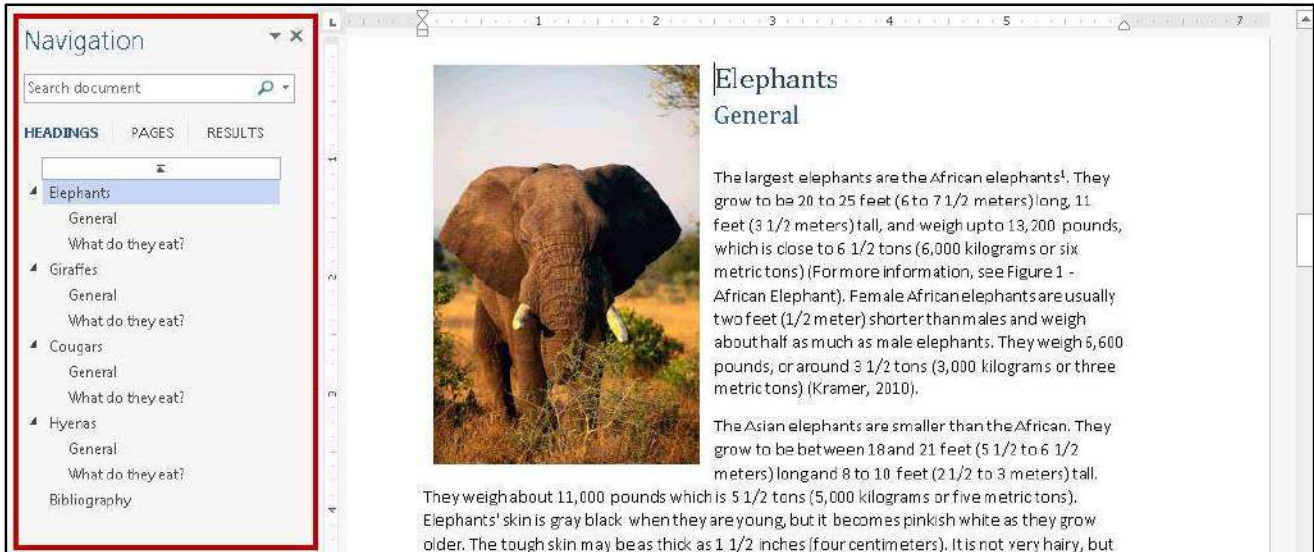 Navigation
Search document
HEADINGS PAGES RESULTS
Elephants
General
What do they eat?
Giraffes
General
What do they eat?
Cougars
General
What do they eat?
Hyenas
General
What do they eat?
Bibliography
L
1 2 3 4 5 7
1
2
3
4
Elephants
General
The largest elephants are the African elephants¹. They
grow to be 20 to 25 feet (6 to 7 1/2 meters) long, 11
feet (3 1/2 meters) tall, and weigh up to 13,200 pounds,
which is close to 6 1/2 tons (6,000 kilograms or six
metric tons) (For more information, see Figure 1 -
African Elephant). Female African elephants are usually
two feet (1/2 meter) shorter than males and weigh
about half as much as male elephants. They weigh 6,600
pounds, or around 3 1/2 tons (3,000 kilograms or three
metric tons) (Kramer, 2010).
The Asian elephants are smaller than the African. They
grow to be between 18 and 21 feet (5 1/2 to 6 1/2
meters) long and 8 to 10 feet (2 1/2 to 3 meters) tall.
They weigh about 11,000 pounds which is 5 1/2 tons (5,000 kilograms or five metric tons).
Elephants' skin is gray black when they are young, but it becomes pinkish white as they grow
older. The tough skin may be as thick as 1 1/2 inches (four centimeters). It is not very hairy, but